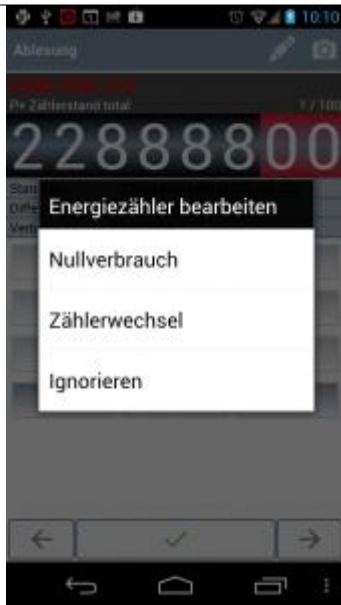 10:10
Ablesung
P+ Zählerstand total 1 / 100
22888800
Energiezähler bearbeiten
Nullverbrauch
Zählerwechsel
Ignorieren